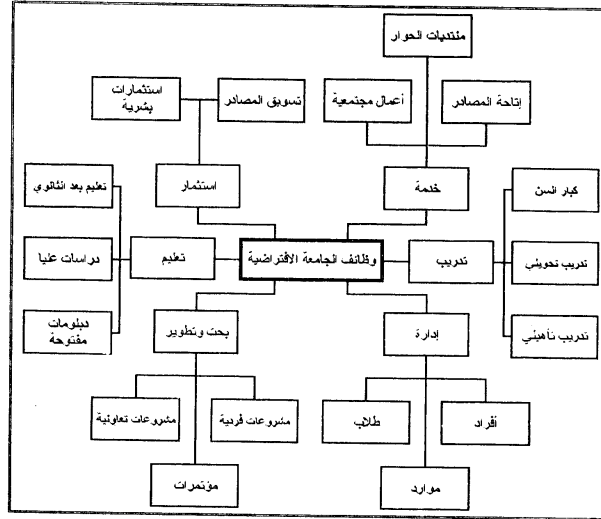 منتديات الحوار
إتاحة المصادر
أعمال مجتمعية
تسويق المصادر
استثمارات
بشرية
خدمة
استثمار
كبار السن
تعليم بعد الثانوي
وظائف الجامعة الافتراضية
تدريب
تعليم
تدريب تحويلي
دراسات عليا
إدارة
بحث وتطوير
تدريب تأهيلي
دبلومات
مفتوحة
أفراد
طلاب
مشروعات فردية
مشروعات تعاونية
موارد
مؤتمرات